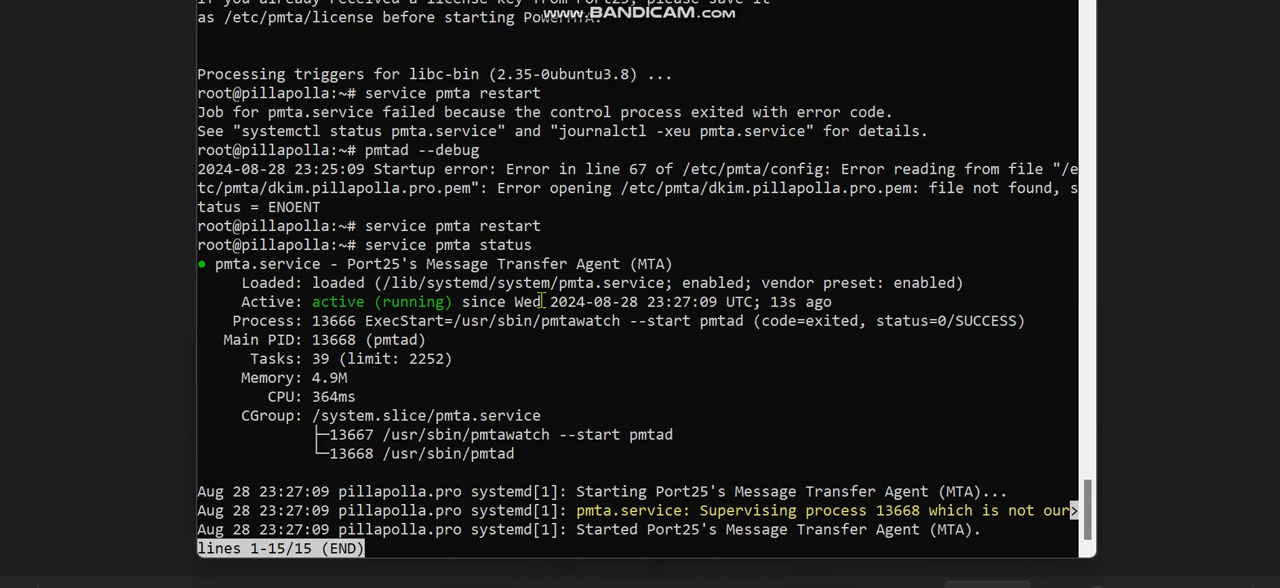 If you already received a license key from Port25, please save it
as /etc/pmta/license before starting PowerMTA.
www.BANDICAM.com
Processing triggers for libc-bin (2.35-0ubuntu3.8) ...
root@pillapolla:~# service pmta restart
Job for pmta.service failed because the control process exited with error code.
See "systemctl status pmta.service" and "journalctl -xeu pmta.service" for details.
root@pillapolla:~# pmtad --debug
2024-08-28 23:25:09 Startup error: Error in line 67 of /etc/pmta/config: Error reading from file "/e
tc/pmta/dkim.pillapolla.pro.pem": Error opening /etc/pmta/dkim.pillapolla.pro.pem: file not found, s
tatus = ENOENT
root@pillapolla:~# service pmta restart
root@pillapolla:~# service pmta status
● pmta.service - Port25's Message Transfer Agent (MTA)
Loaded: loaded (/lib/systemd/system/pmta.service; enabled; vendor preset: enabled)
Active: active (running) since Wed 2024-08-28 23:27:09 UTC; 13s ago
Process: 13666 ExecStart=/usr/sbin/pmtawatch --start pmtad (code=exited, status=0/SUCCESS)
Main PID: 13668 (pmtad)
Tasks: 39 (limit: 2252)
Memory: 4.9M
CPU: 364ms
CGroup: /system.slice/pmta.service
├─13667 /usr/sbin/pmtawatch --start pmtad
└─13668 /usr/sbin/pmtad
Aug 28 23:27:09 pillapolla.pro systemd[1]: Starting Port25's Message Transfer Agent (MTA)...
Aug 28 23:27:09 pillapolla.pro systemd[1]: pmta.service: Supervising process 13668 which is not our>
Aug 28 23:27:09 pillapolla.pro systemd[1]: Started Port25's Message Transfer Agent (MTA).
lines 1-15/15 (END)